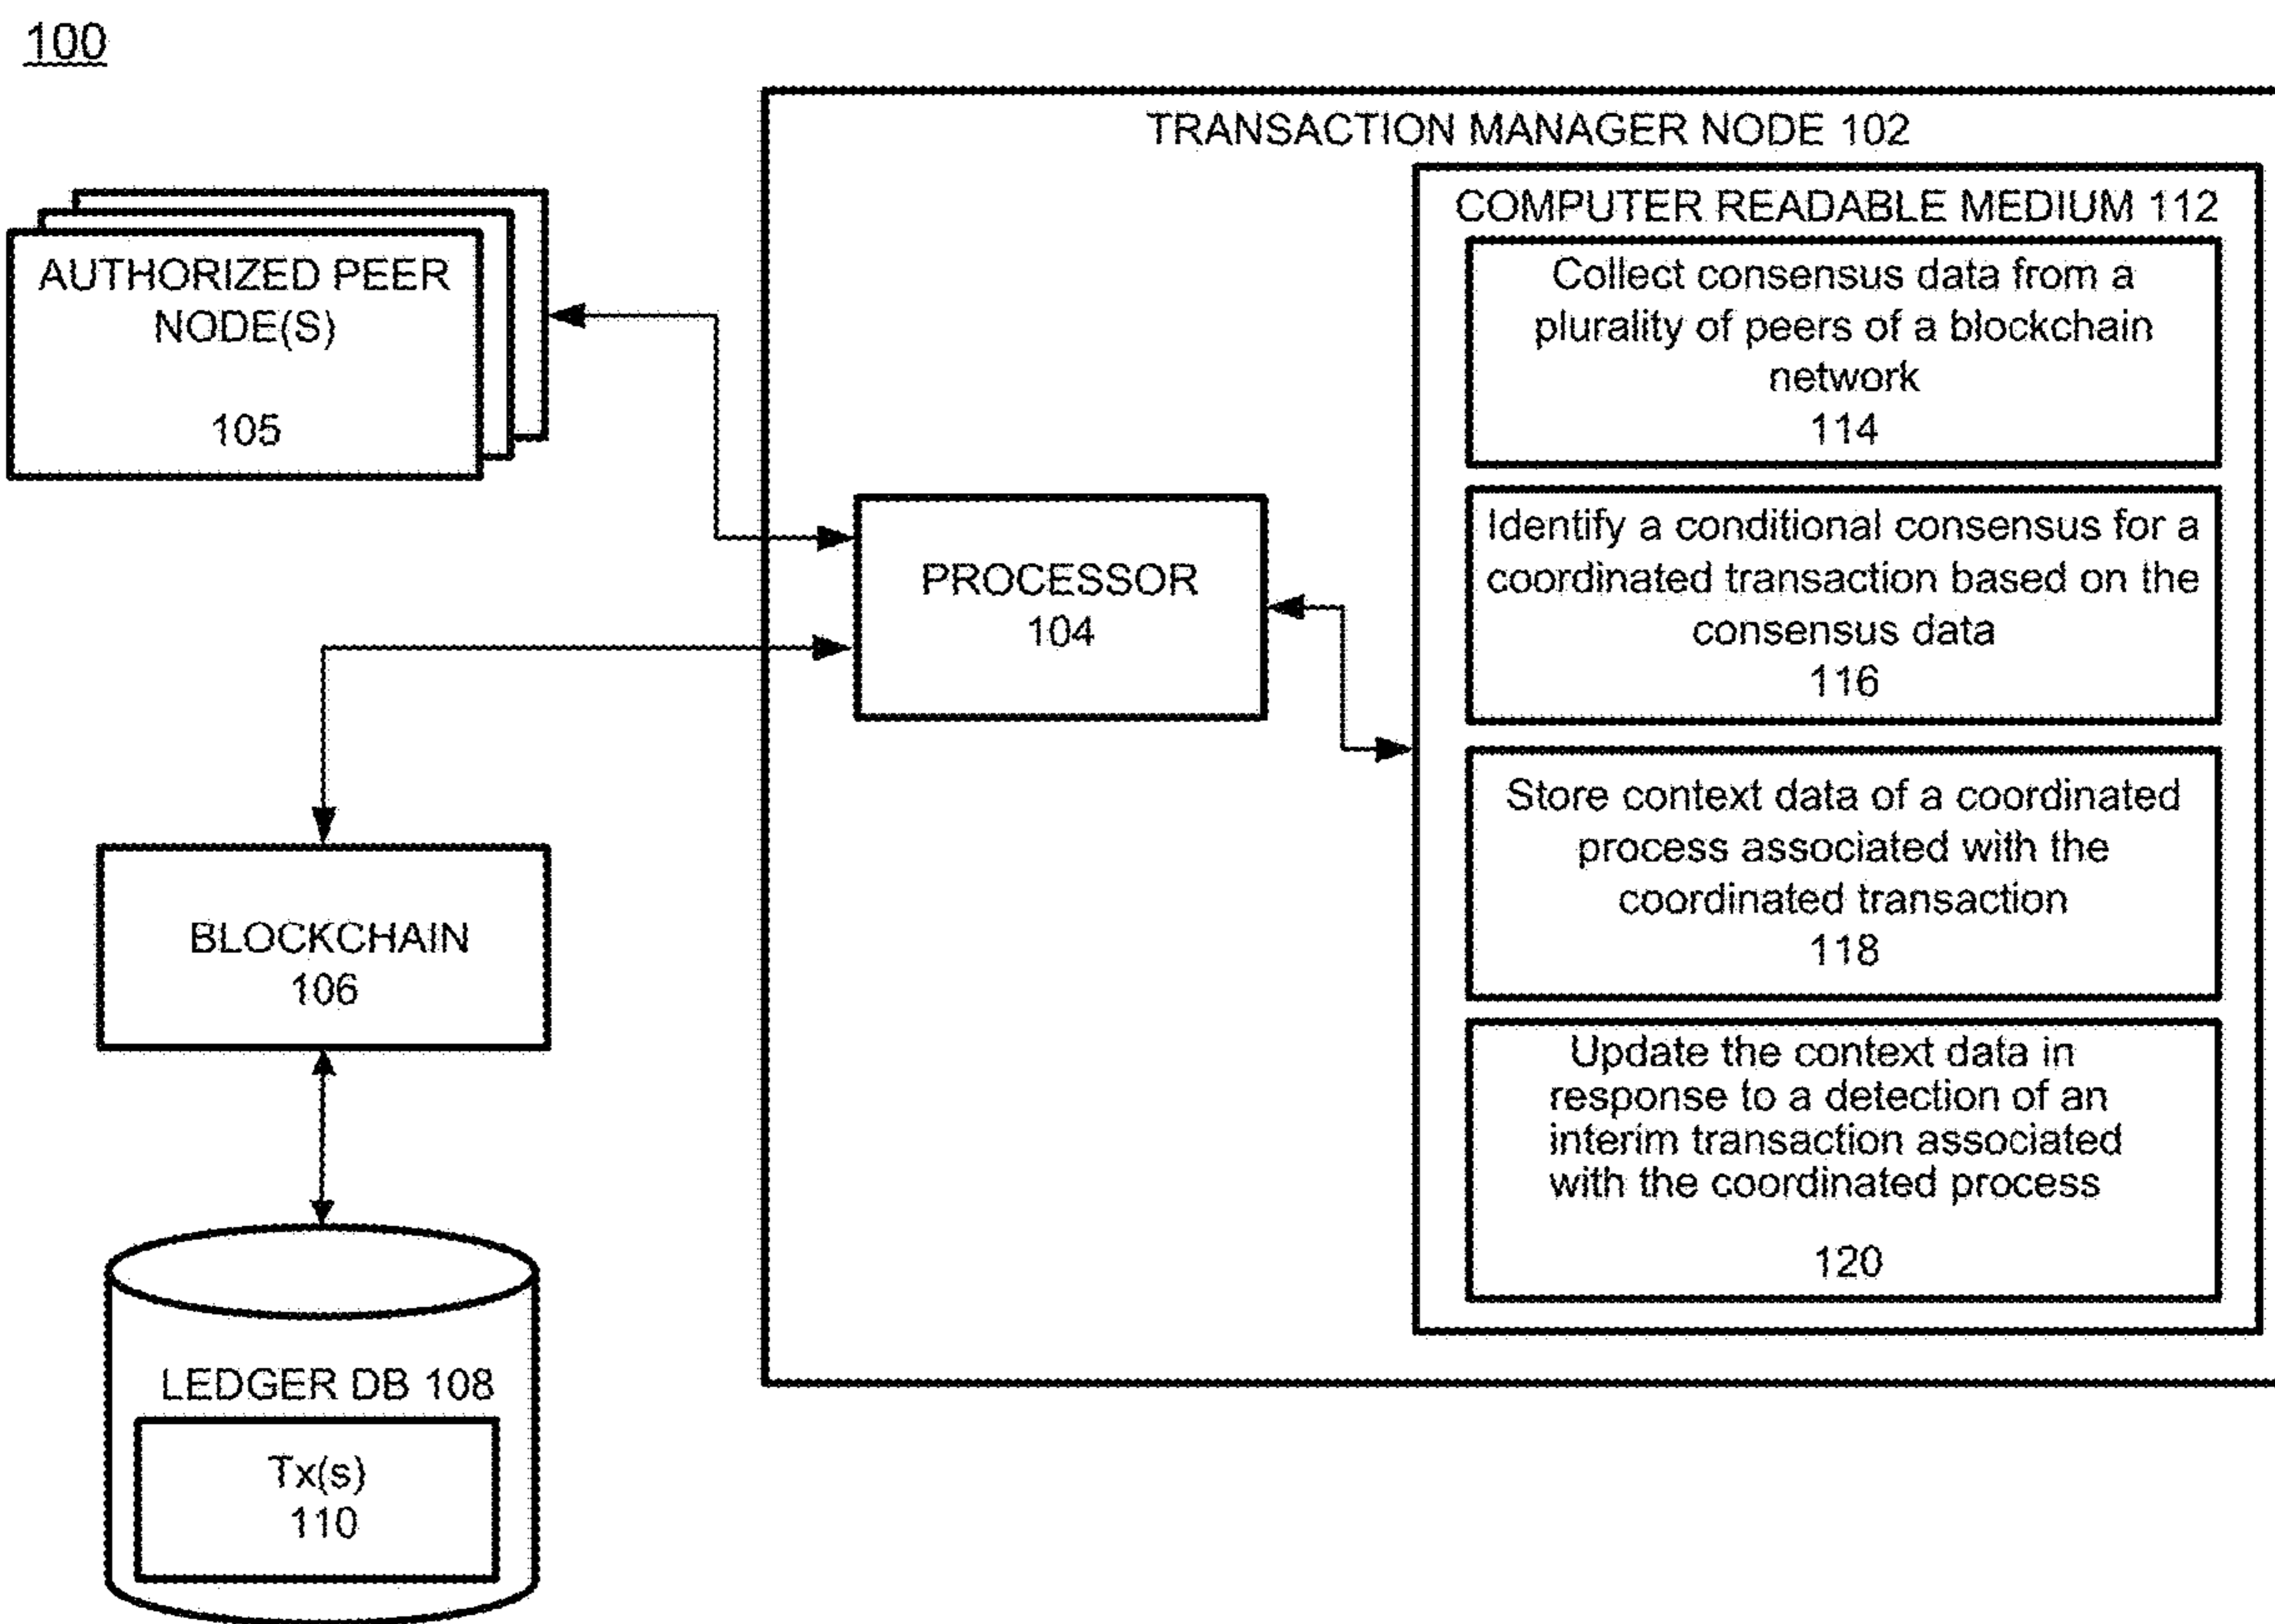 100
TRANSACTION MANAGER NODE 102
AUTHORIZED PEER
NODE(S)
105
PROCESSOR
104
BLOCKCHAIN
106
LEDGER DB 108
Tx(s)
110
COMPUTER READABLE MEDIUM 112
Collect consensus data from a
plurality of peers of a blockchain
network
114
Identify a conditional consensus for a
coordinated transaction based on the
consensus data
116
Store context data of a coordinated
process associated with the
coordinated transaction
118
Update the context data in
response to a detection of an
interim transaction associated
with the coordinated process
120